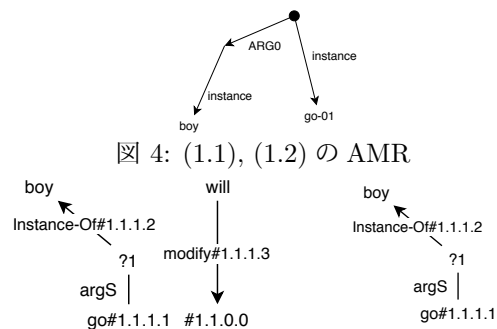 ARG0
instance
instance
boy
go-01
図 4: (1.1), (1.2) の AMR
boy
Instance-Of#1.1.1.2
?1
argS
go#1.1.1.1
will
modify#1.1.1.3
#1.1.0.0
boy
Instance-Of#1.1.1.2
?1
argS
go#1.1.1.1